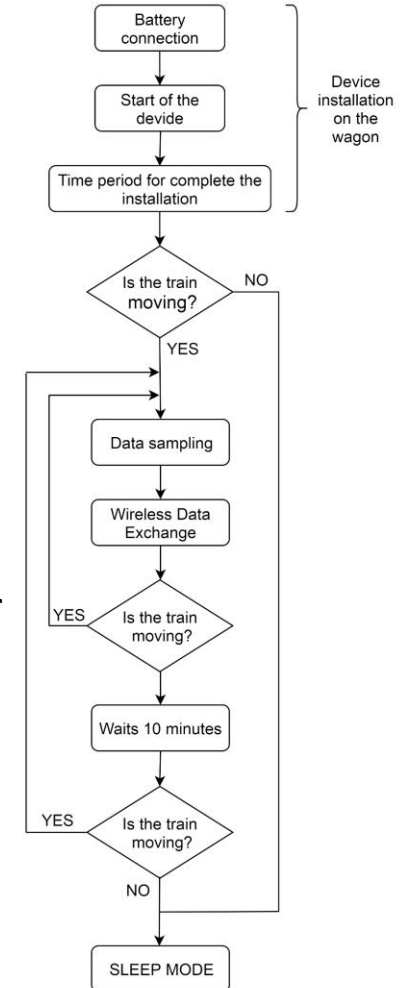 Battery
connection
Device
installation
on the
wagon
Start of the
devide
Time period for complete the
installation
Is the train
moving?
NO
YES
Data sampling
Wireless Data
Exchange
YES
Is the train
moving?
Waits 10 minutes
YES
Is the train
moving?
NO
SLEEP MODE